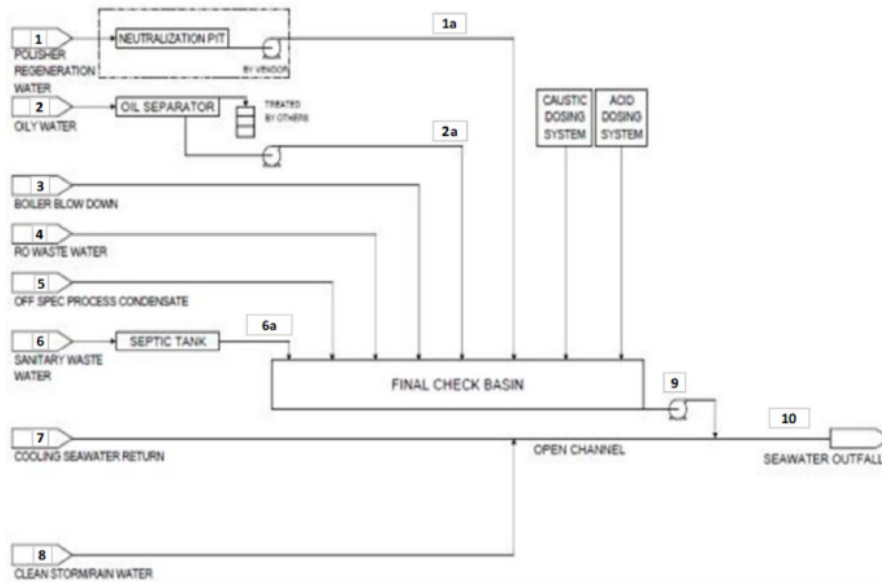 1a
1
NEUTRALIZATION PIT
POLISHER
REGENERATION
WATER
BY VENDOR
2
OIL SEPARATOR
TREATED
BY OTHERS
OILY WATER
2a
CAUSTIC
DOSING
SYSTEM
ACID
DOSING
SYSTEM
3
BOILER BLOW DOWN
4
RO WASTE WATER
5
OFF SPEC PROCESS CONDENSATE
6
SEPTIC TANK
6a
SANITARY WASTE
WATER
FINAL CHECK BASIN
9
7
10
COOLING SEAWATER RETURN
OPEN CHANNEL
SEAWATER OUTFALL
8
CLEAN STORM/RAIN WATER